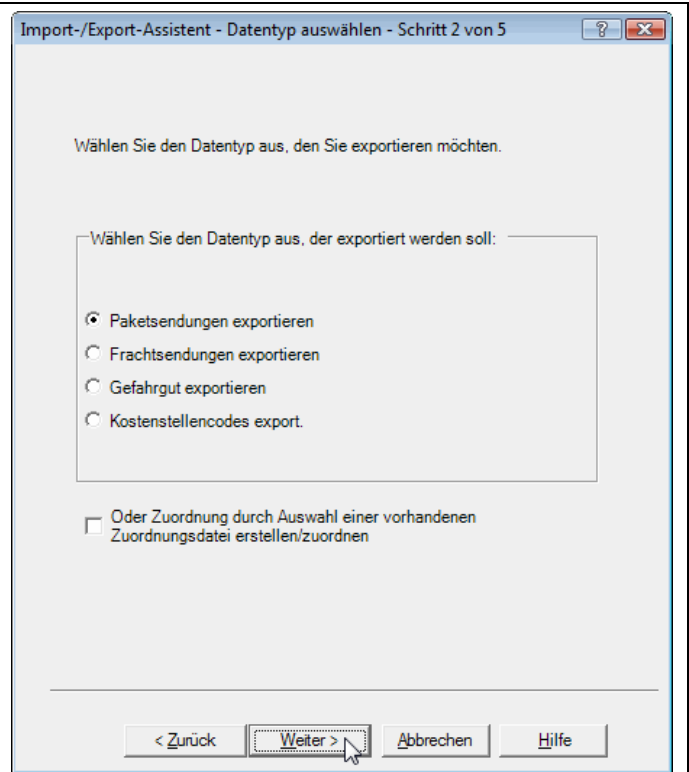 Import-/Export-Assistent - Datentyp auswählen - Schritt 2 von 5
Wählen Sie den Datentyp aus, den Sie exportieren möchten.
Wählen Sie den Datentyp aus, der exportiert werden soll:
Paketsendungen exportieren
Frachtsendungen exportieren
Gefahrgut exportieren
Kostenstellencodes export.
Oder Zuordnung durch Auswahl einer vorhandenen
Zuordnungsdatei erstellen/zuordnen
< Zurück Weiter > Abbrechen Hilfe